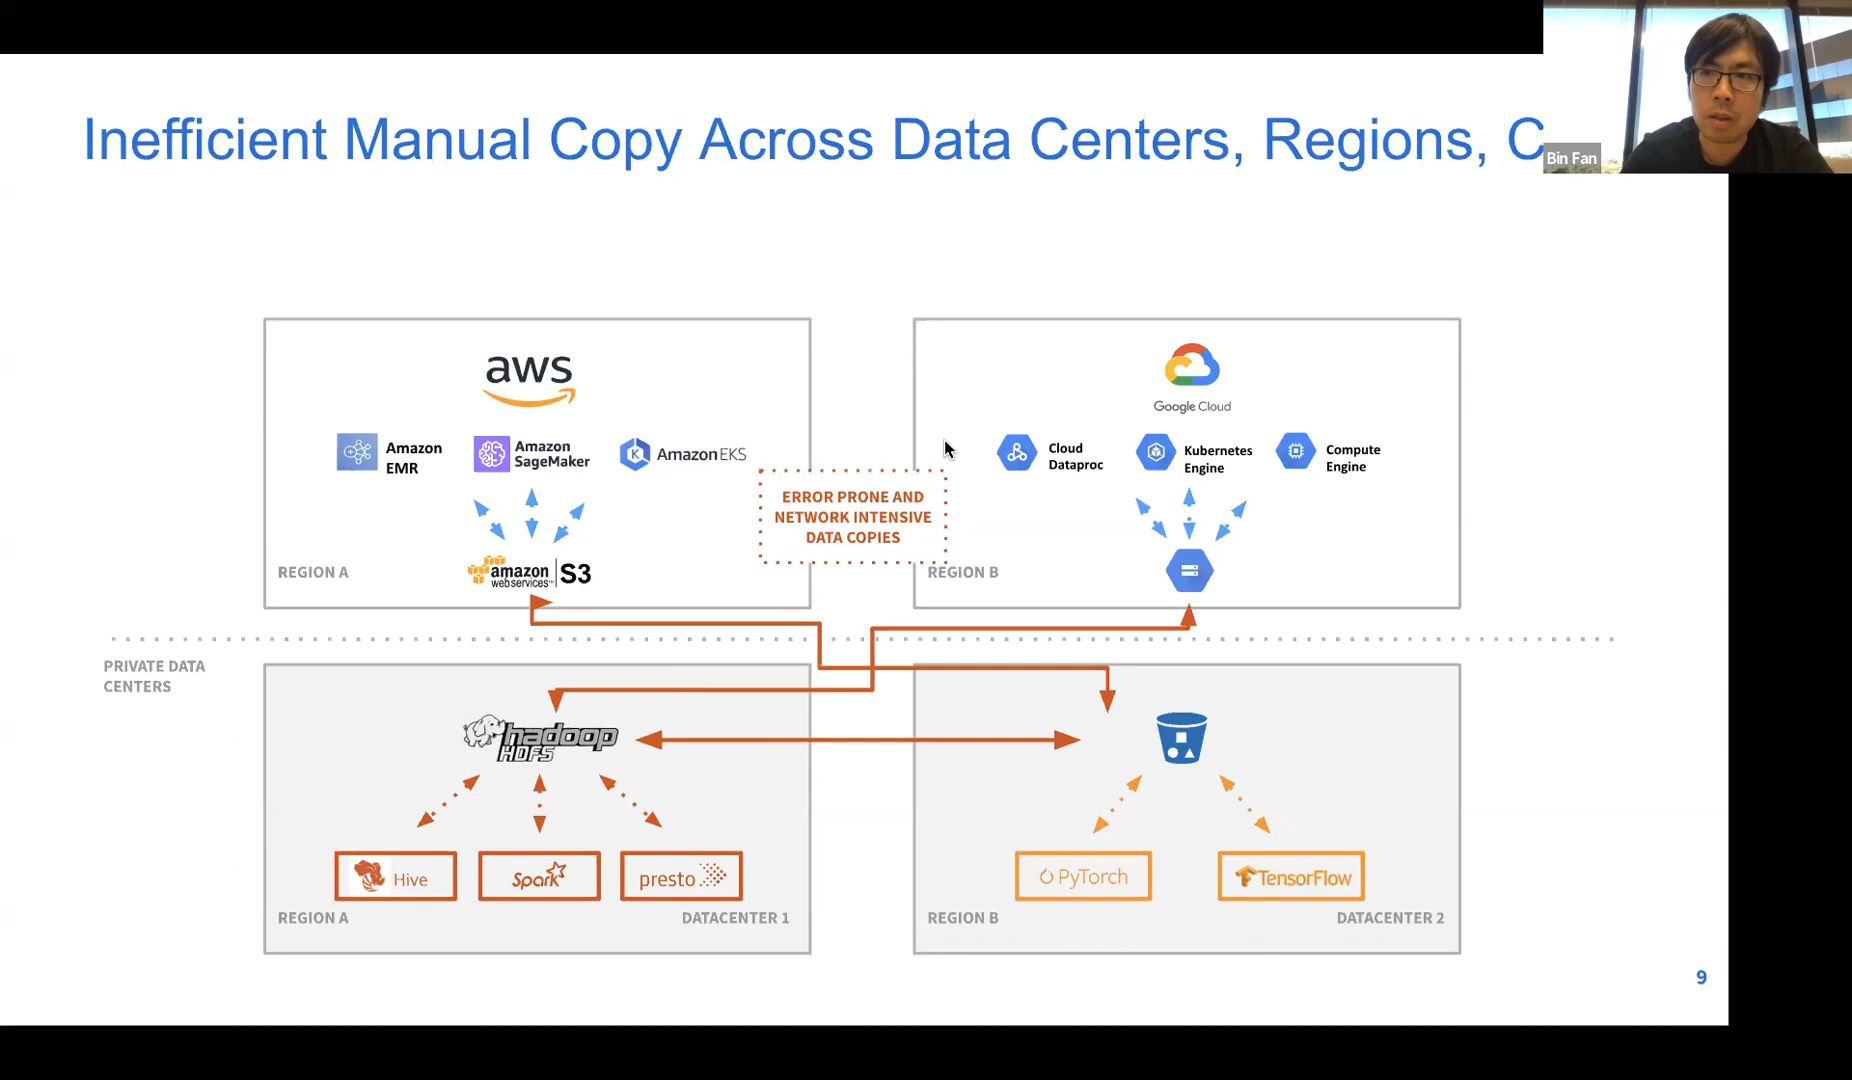 Inefficient Manual Copy Across Data Centers, Regions, C
Bin Fan
aws
Google Cloud
Amazon
EMR
Amazon
SageMaker
Amazon EKS
Cloud
Dataproc
Kubernetes
Engine
Compute
Engine
ERROR PRONE AND
NETWORK INTENSIVE
DATA COPIES
REGION A
amazon
webservices™
S3
REGION B
PRIVATE DATA
CENTERS
hadoop
HDFS
Hive
Spark
presto
PyTorch
TensorFlow
REGION A
DATACENTER 1
REGION B
DATACENTER 2
9